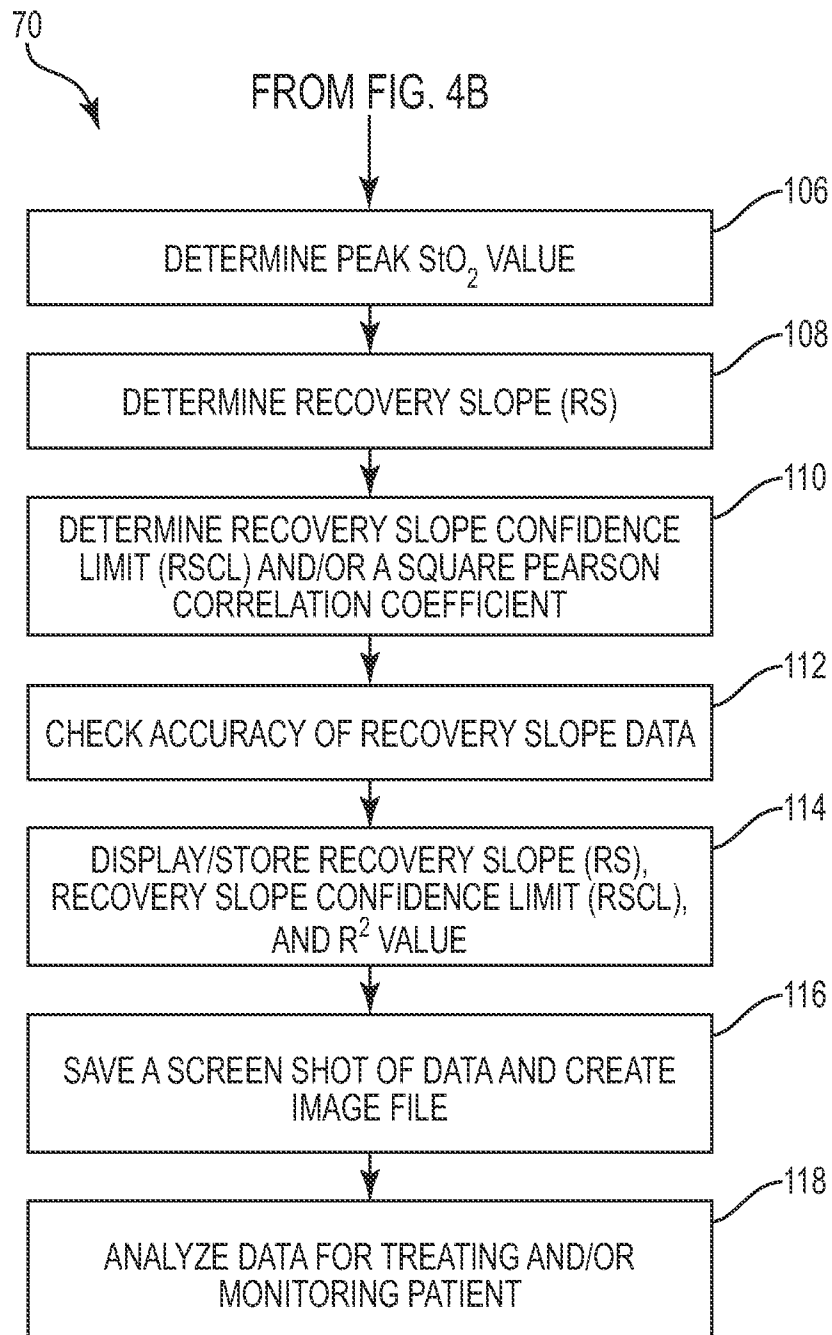 70
FROM FIG. 4B
106
DETERMINE PEAK StO₂ VALUE
108
DETERMINE RECOVERY SLOPE (RS)
110
DETERMINE RECOVERY SLOPE CONFIDENCE
LIMIT (RSCL) AND/OR A SQUARE PEARSON
CORRELATION COEFFICIENT
112
CHECK ACCURACY OF RECOVERY SLOPE DATA
114
DISPLAY/STORE RECOVERY SLOPE (RS),
RECOVERY SLOPE CONFIDENCE LIMIT (RSCL),
AND R² VALUE
116
SAVE A SCREEN SHOT OF DATA AND CREATE
IMAGE FILE
118
ANALYZE DATA FOR TREATING AND/OR
MONITORING PATIENT